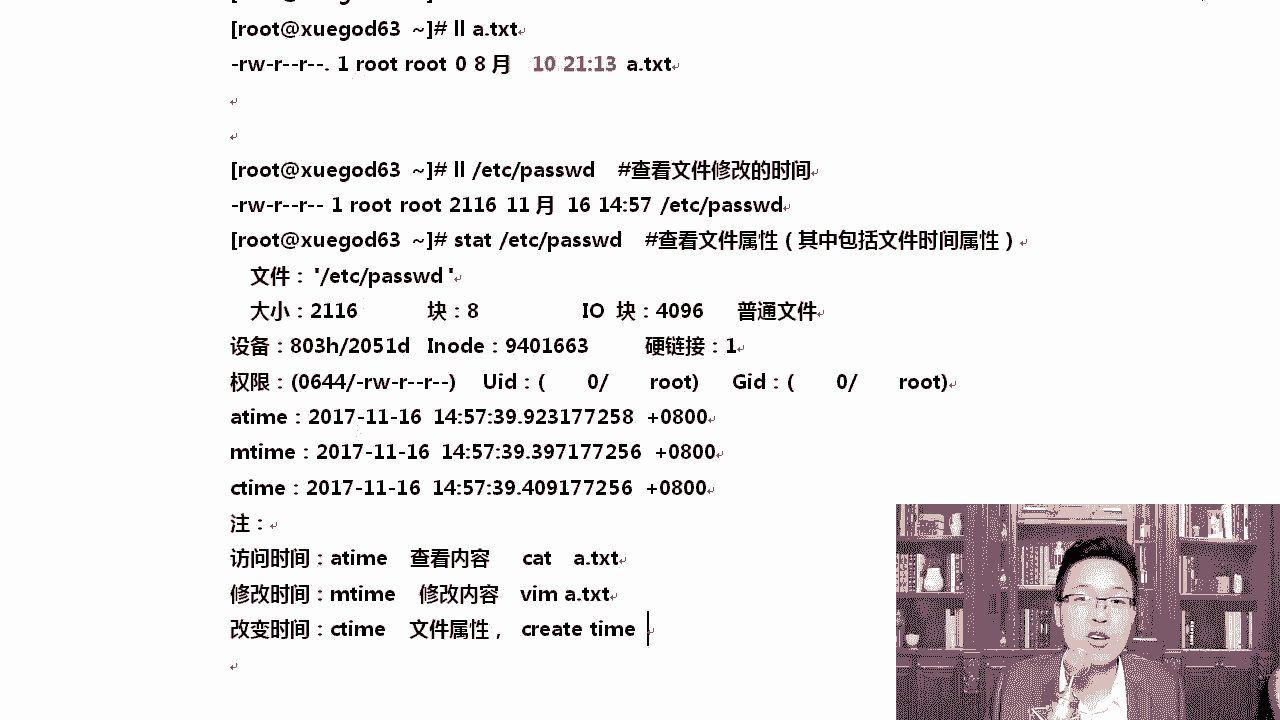 [root@xuegod63 ~]# ll a.txt
-rw-r--r--. 1 root root 0 8月 10 21:13 a.txt
[root@xuegod63 ~]# ll /etc/passwd #查看文件修改的时间
-rw-r--r-- 1 root root 2116 11月 16 14:57 /etc/passwd
[root@xuegod63 ~]# stat /etc/passwd #查看文件属性（其中包括文件时间属性）
文件：'/etc/passwd '
大小：2116 块：8 IO 块：4096 普通文件
设备：803h/2051d Inode：9401663 硬链接：1
权限：(0644/-rw-r--r--) Uid：( 0/ root) Gid：( 0/ root)
atime：2017-11-16 14:57:39.923177258 +0800
mtime：2017-11-16 14:57:39.397177256 +0800
ctime：2017-11-16 14:57:39.409177256 +0800
注：
访问时间：atime 查看内容 cat a.txt
修改时间：mtime 修改内容 vim a.txt
改变时间：ctime 文件属性， create time